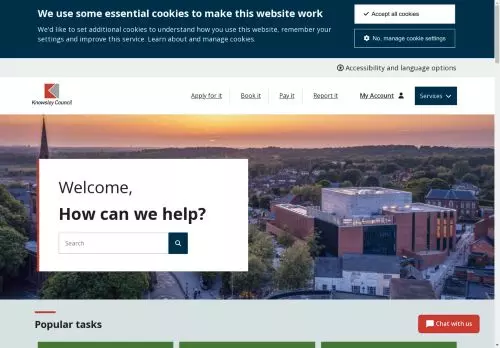 We use some essential cookies to make this website work
We'd like to set additional cookies to understand how you use this website, remember your
settings and improve this service. Learn about and manage cookies.
Accept all cookies
No, manage cookie settings
Accessibility and language options
Knowsley Council
Apply for it
Book it
Pay it
Report it
My Account
Services
Welcome,
How can we help?
Search
Popular tasks
Chat with us